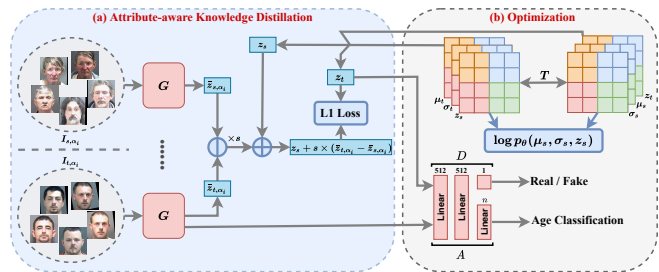 (a) Attribute-aware Knowledge Distillation
(b) Optimization
I_{s,α_i}
G
z̄_{s,α_i}
z_s
z_t
L1 Loss
×s
z_s + s × (z̄_{t,α_i} − z̄_{s,α_i})
z̄_{t,α_i}
I_{t,α_i}
G
μ_t
σ_t
z_s
T
z_t
μ_s
σ_s
log p_θ(μ_s, σ_s, z_s)
D
512
512
1
Linear
Linear
n
Linear
A
Real / Fake
Age Classification